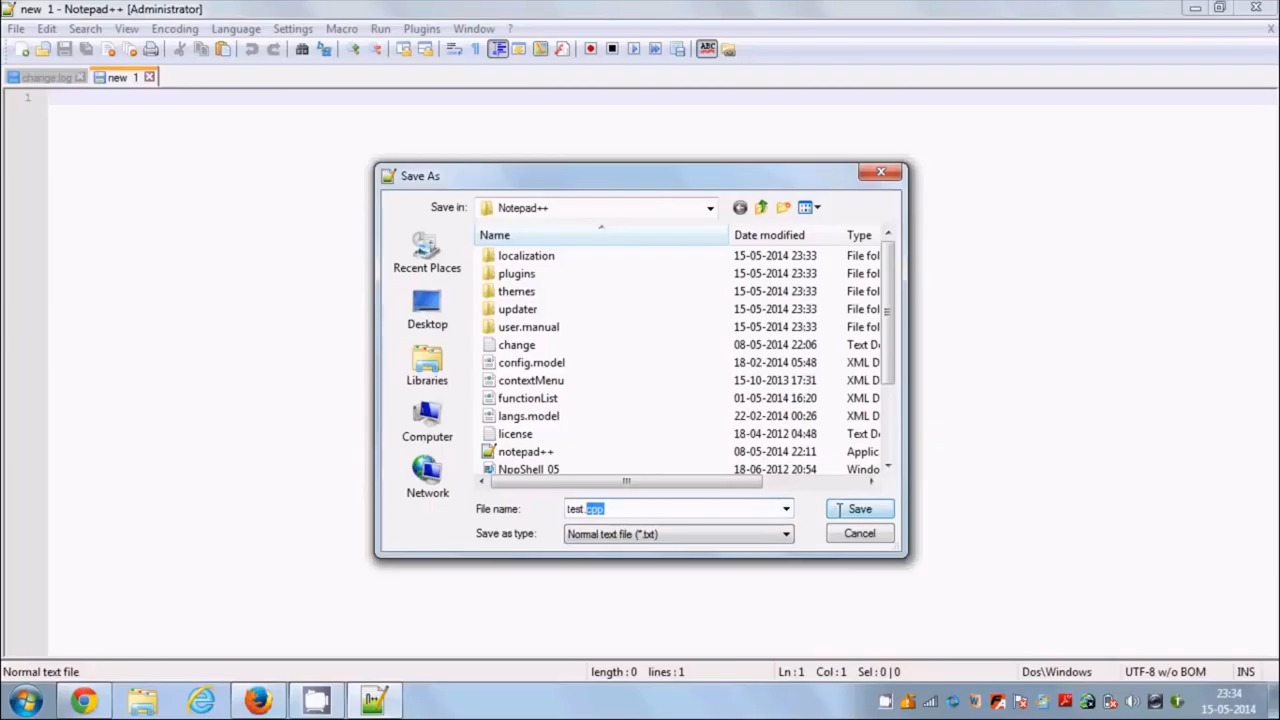 new 1 - Notepad++ [Administrator]
File Edit Search View Encoding Language Settings Macro Run Plugins Window ?
change.log new 1
1
Save As
Save in: Notepad++
Name Date modified Type
Recent Places
Desktop
Libraries
Computer
Network
localization 15-05-2014 23:33 File fol
plugins 15-05-2014 23:33 File fol
themes 15-05-2014 23:33 File fol
updater 15-05-2014 23:33 File fol
user.manual 15-05-2014 23:33 File fol
change 08-05-2014 22:06 Text D
config.model 18-02-2014 05:48 XML D
contextMenu 15-10-2013 17:31 XML D
functionList 01-05-2014 16:20 XML D
langs.model 22-02-2014 00:26 XML D
license 18-04-2012 04:48 Text D
notepad++ 08-05-2014 22:11 Applic
NppShell_05 18-06-2012 20:54 Windo
File name: test.cpp Save
Save as type: Normal text file (*.txt) Cancel
Normal text file length : 0 lines : 1 Ln : 1 Col : 1 Sel : 0 | 0 Dos\Windows UTF-8 w/o BOM INS
23:34
15-05-2014